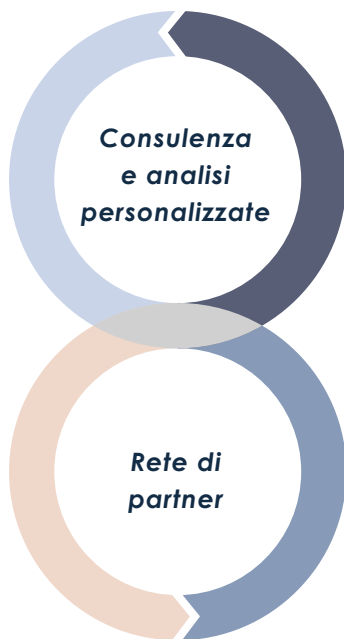 Consulenza
e analisi
personalizzate
Rete di
partner